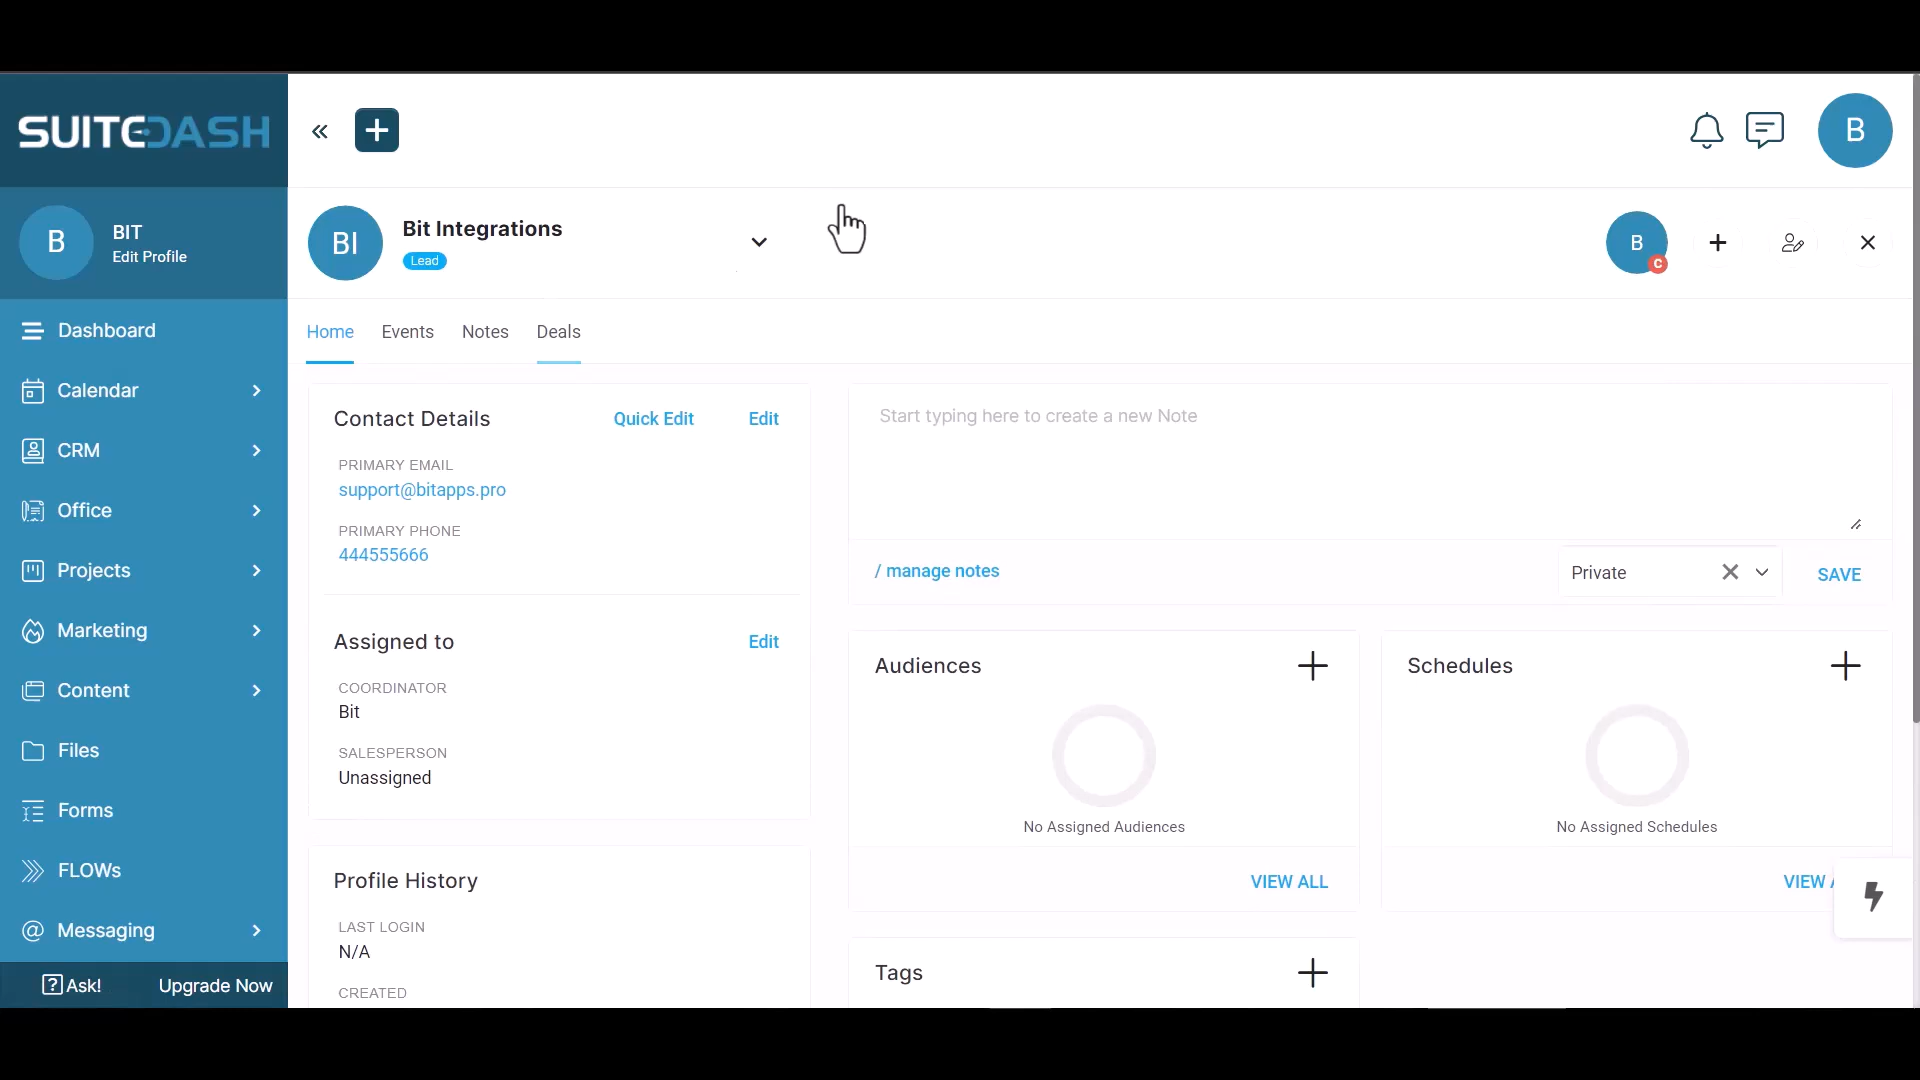 SUITEDASH
B
BIT
Edit Profile
Dashboard
Calendar
CRM
Office
Projects
Marketing
Content
Files
Forms
FLOWs
Messaging
Ask!
Upgrade Now
B
BI
Bit Integrations
Lead
B
C
Home
Events
Notes
Deals
Contact Details
Quick Edit
Edit
PRIMARY EMAIL
support@bitapps.pro
PRIMARY PHONE
444555666
Assigned to
Edit
COORDINATOR
Bit
SALESPERSON
Unassigned
Profile History
LAST LOGIN
N/A
CREATED
Start typing here to create a new Note
/ manage notes
Private
SAVE
Audiences
No Assigned Audiences
VIEW ALL
Schedules
No Assigned Schedules
VIEW
Tags